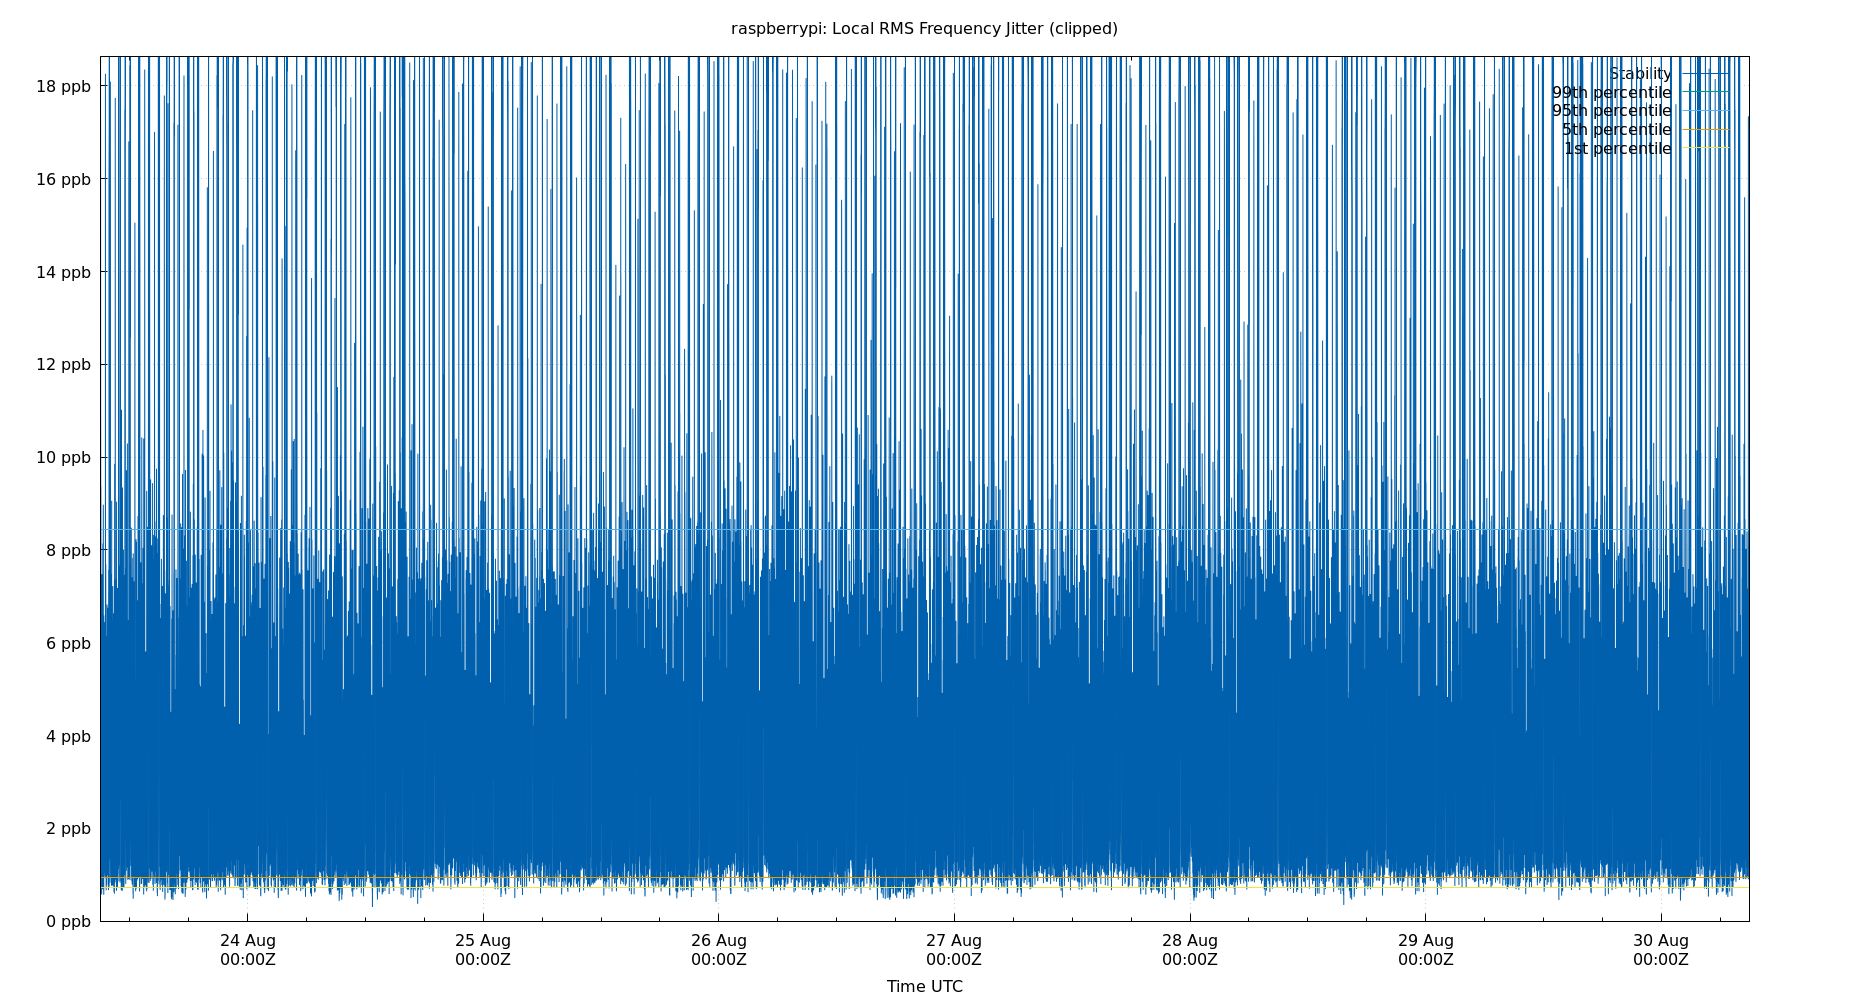 raspberrypi: Local RMS Frequency Jitter (clipped)
Stability
99th percentile
95th percentile
5th percentile
1st percentile
18 ppb
16 ppb
14 ppb
12 ppb
10 ppb
8 ppb
6 ppb
4 ppb
2 ppb
0 ppb
24 Aug 25 Aug 26 Aug 27 Aug 28 Aug 29 Aug 30 Aug
00:00Z 00:00Z 00:00Z 00:00Z 00:00Z 00:00Z 00:00Z
Time UTC